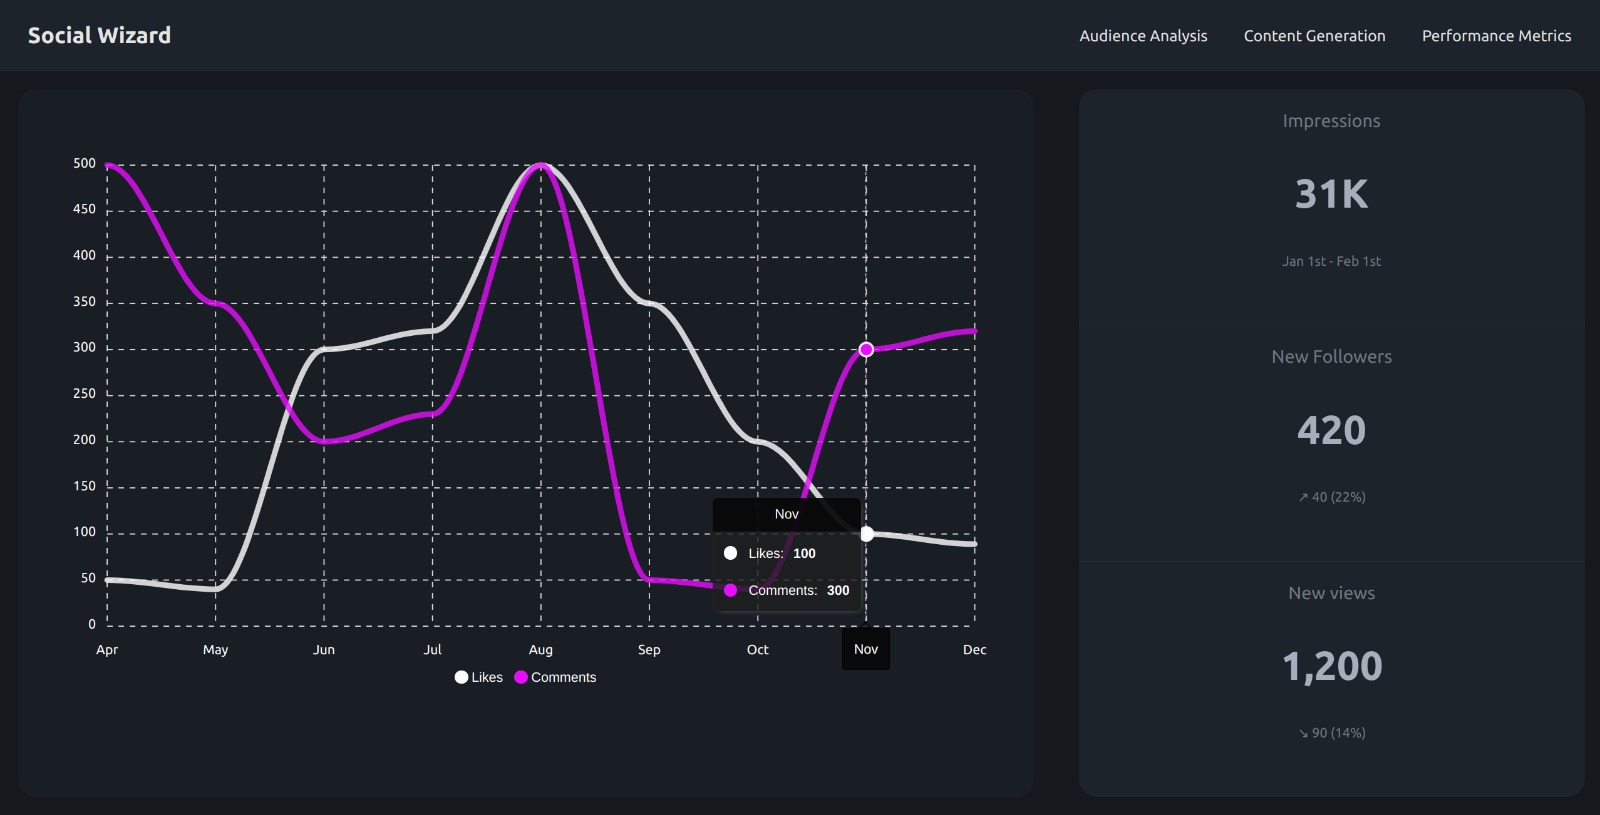 Social Wizard
Audience Analysis
Content Generation
Performance Metrics
500
450
400
350
300
250
200
150
100
50
0
Apr
May
Jun
Jul
Aug
Sep
Oct
Nov
Dec
Nov
Likes: 100
Comments: 300
Likes
Comments
Impressions
31K
Jan 1st - Feb 1st
New Followers
420
↗ 40 (22%)
New views
1,200
↘ 90 (14%)